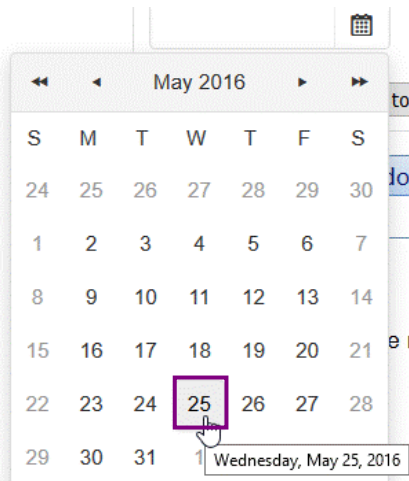 May 2016
to
S M T W T F S
do
24 25 26 27 28 29 30
1 2 3 4 5 6 7
8 9 10 11 12 13 14
15 16 17 18 19 20 21
e
22 23 24 25 26 27 28
29 30 31 1
Wednesday, May 25, 2016